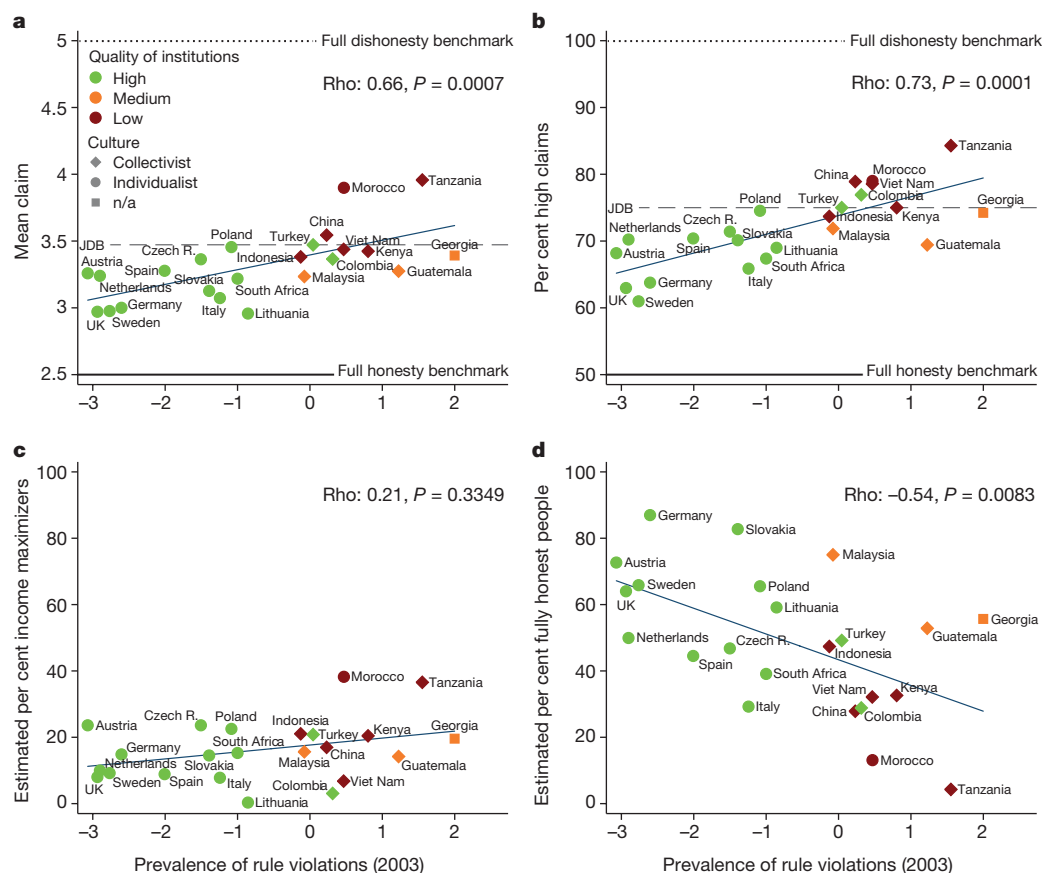 a
5
4.5
4
3.5
3
2.5
Mean claim
Full dishonesty benchmark
Quality of institutions
High
Medium
Low
Culture
Collectivist
Individualist
n/a
Rho: 0.66, P = 0.0007
Morocco
Tanzania
China
Turkey
Viet Nam
Poland
Czech R.
Georgia
JDB
Indonesia
Kenya
Austria
Spain
Colombia
Malaysia
Guatemala
Netherlands
Slovakia
South Africa
Germany
Italy
Lithuania
UK
Sweden
Full honesty benchmark
−3
−2
−1
0
1
2
b
100
90
80
70
60
50
Per cent high claims
Full dishonesty benchmark
Rho: 0.73, P = 0.0001
Tanzania
Morocco
China
Viet Nam
Colombia
Turkey
Poland
Georgia
JDB
Indonesia
Kenya
Netherlands
Czech R.
Malaysia
Austria
Spain
Slovakia
Guatemala
Lithuania
South Africa
Germany
Italy
UK
Sweden
Full honesty benchmark
−3
−2
−1
0
1
2
c
100
80
60
40
20
0
Estimated per cent income maximizers
Rho: 0.21, P = 0.3349
Morocco
Tanzania
Austria
Czech R.
Poland
Indonesia
Turkey
Kenya
Georgia
Germany
South Africa
Netherlands
Slovakia
Malaysia
China
Guatemala
UK
Sweden
Spain
Italy
Colombia
Viet Nam
Lithuania
−3
−2
−1
0
1
2
Prevalence of rule violations (2003)
d
100
80
60
40
20
0
Estimated per cent fully honest people
Rho: −0.54, P = 0.0083
Germany
Slovakia
Malaysia
Austria
Sweden
Poland
UK
Lithuania
Georgia
Netherlands
Czech R.
Turkey
Guatemala
Indonesia
Spain
South Africa
Italy
Viet Nam
Kenya
China
Colombia
Morocco
Tanzania
−3
−2
−1
0
1
2
Prevalence of rule violations (2003)